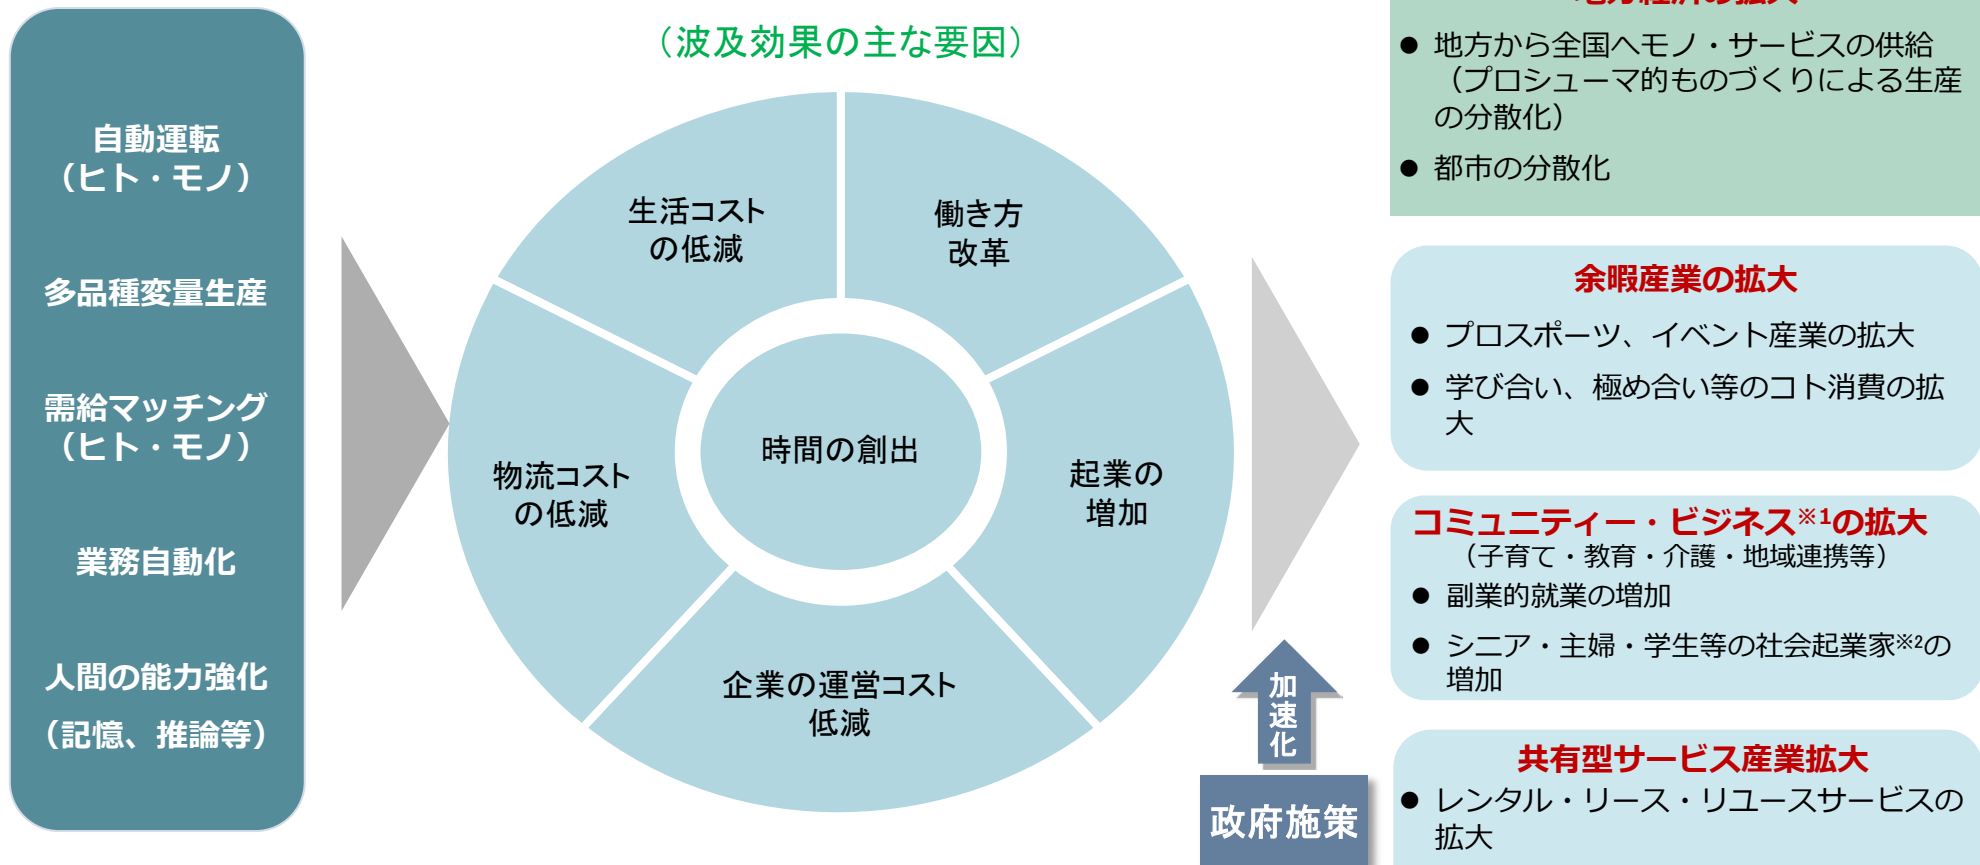 自動運転
（ヒト・モノ）
多品種変量生産
需給マッチング
（ヒト・モノ）
業務自動化
人間の能力強化
（記憶、推論等）
（波及効果の主な要因）
生活コスト
の低減
働き方
改革
物流コスト
の低減
時間の創出
起業の
増加
企業の運営コスト
低減
加速化
政府施策
地方経済の拡大
● 地方から全国へモノ・サービスの供給
（プロシューマ的ものづくりによる生産
の分散化）
● 都市の分散化
余暇産業の拡大
● プロスポーツ、イベント産業の拡大
● 学び合い、極め合い等のコト消費の拡
大
コミュニティー・ビジネス※1の拡大
（子育て・教育・介護・地域連携等）
● 副業的就業の増加
● シニア・主婦・学生等の社会起業家※2の
増加
共有型サービス産業拡大
● レンタル・リース・リユースサービスの
拡大